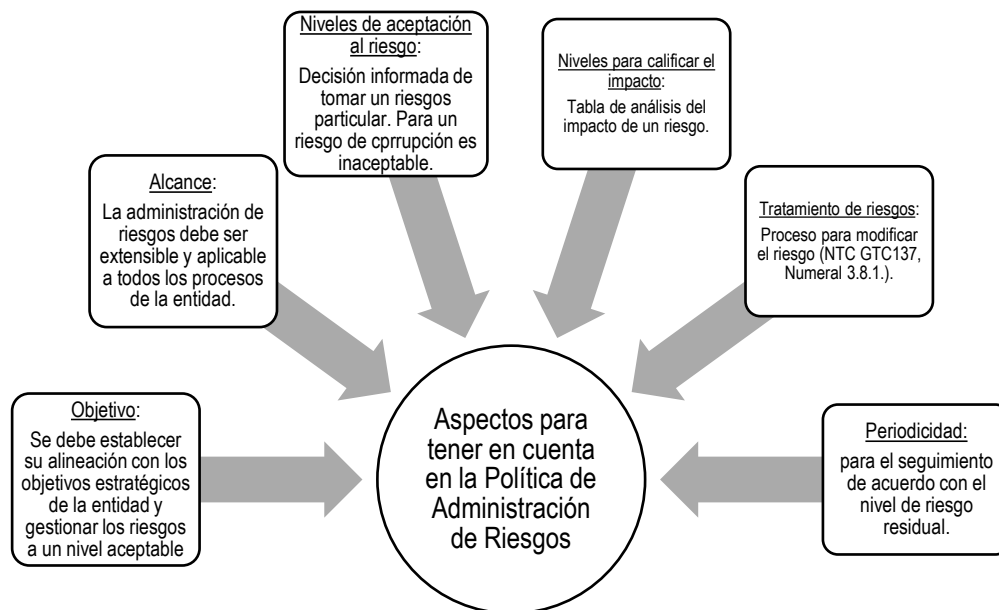 Niveles de aceptación
al riesgo:
Decisión informada de
tomar un riesgos
particular. Para un
riesgo de cprrupción es
inaceptable.
Niveles para calificar el
impacto:
Tabla de análisis del
impacto de un riesgo.
Alcance:
La administración de
riesgos debe ser
extensible y aplicable
a todos los procesos
de la entidad.
Tratamiento de riesgos:
Proceso para modificar
el riesgo (NTC GTC137,
Numeral 3.8.1.).
Objetivo:
Se debe establecer
su alineación con los
objetivos estratégicos
de la entidad y
gestionar los riesgos
a un nivel aceptable
Aspectos para
tener en cuenta
en la Política de
Administración
de Riesgos
Periodicidad:
para el seguimiento
de acuerdo con el
nivel de riesgo
residual.